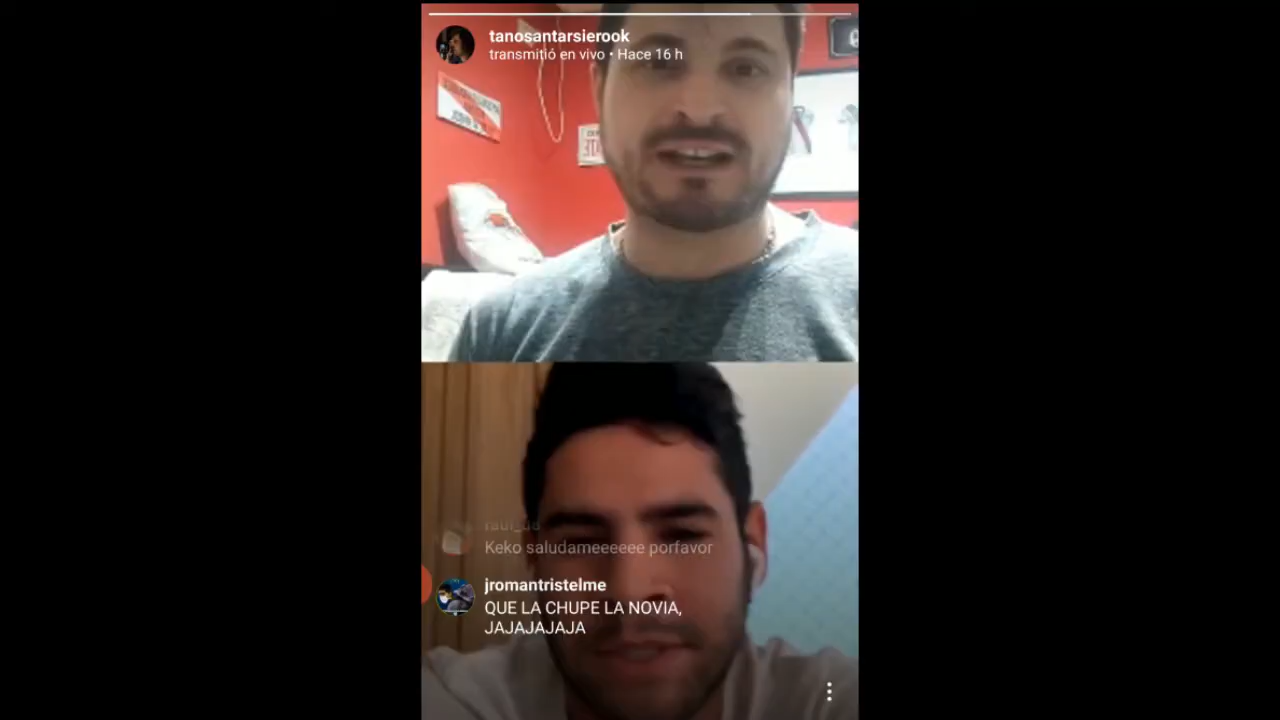 tanosantarsierook
transmitió en vivo • Hace 16 h
Keko saludameeeeee porfavor
jromantristelme
QUE LA CHUPE LA NOVIA,
JAJAJAJAJA